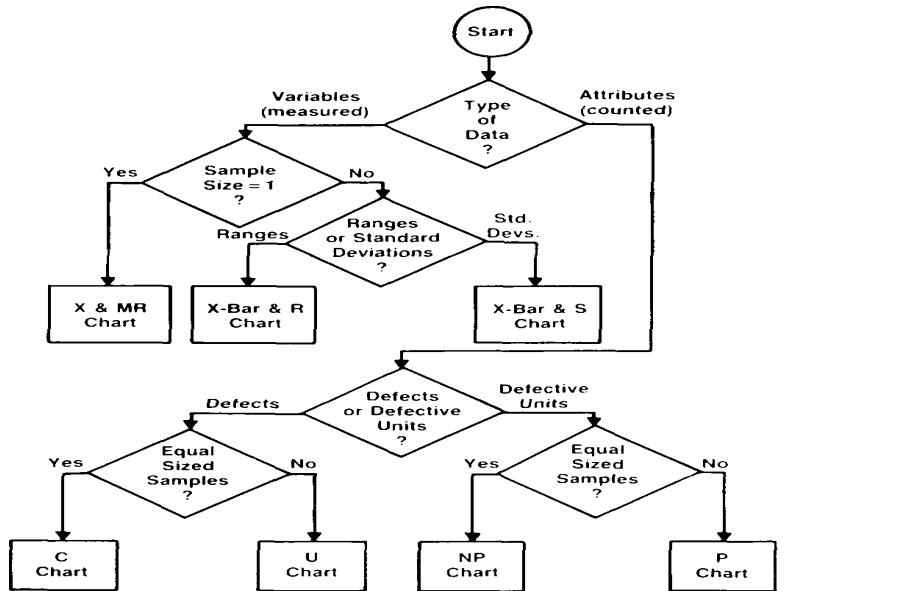 Start
Variables
(measured)
Type
of
Data
?
Attributes
(counted)
Yes
Sample
Size = 1
?
No
Ranges
Ranges
or Standard
Deviations
?
Std.
Devs.
X & MR
Chart
X-Bar & R
Chart
X-Bar & S
Chart
Defects
Defects
or Defective
Units
?
Defective
Units
Yes
Equal
Sized
Samples
?
No
Yes
Equal
Sized
Samples
?
No
C
Chart
U
Chart
NP
Chart
P
Chart